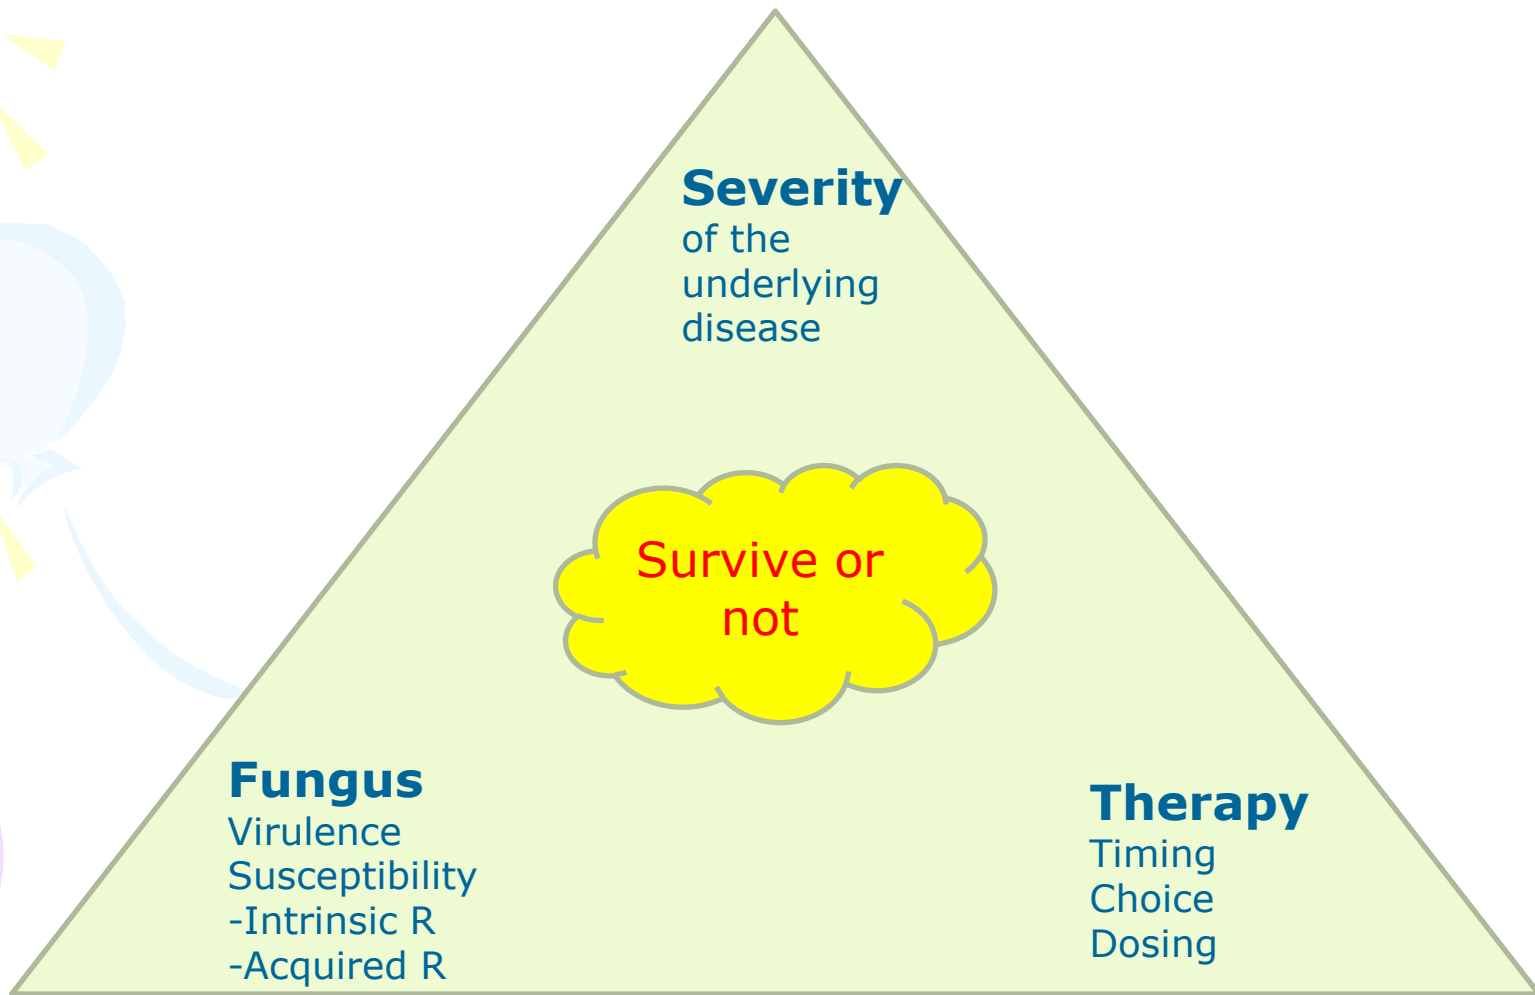 Severity
of the
underlying
disease
Survive or
not
Fungus
Virulence
Susceptibility
-Intrinsic R
-Acquired R
Therapy
Timing
Choice
Dosing